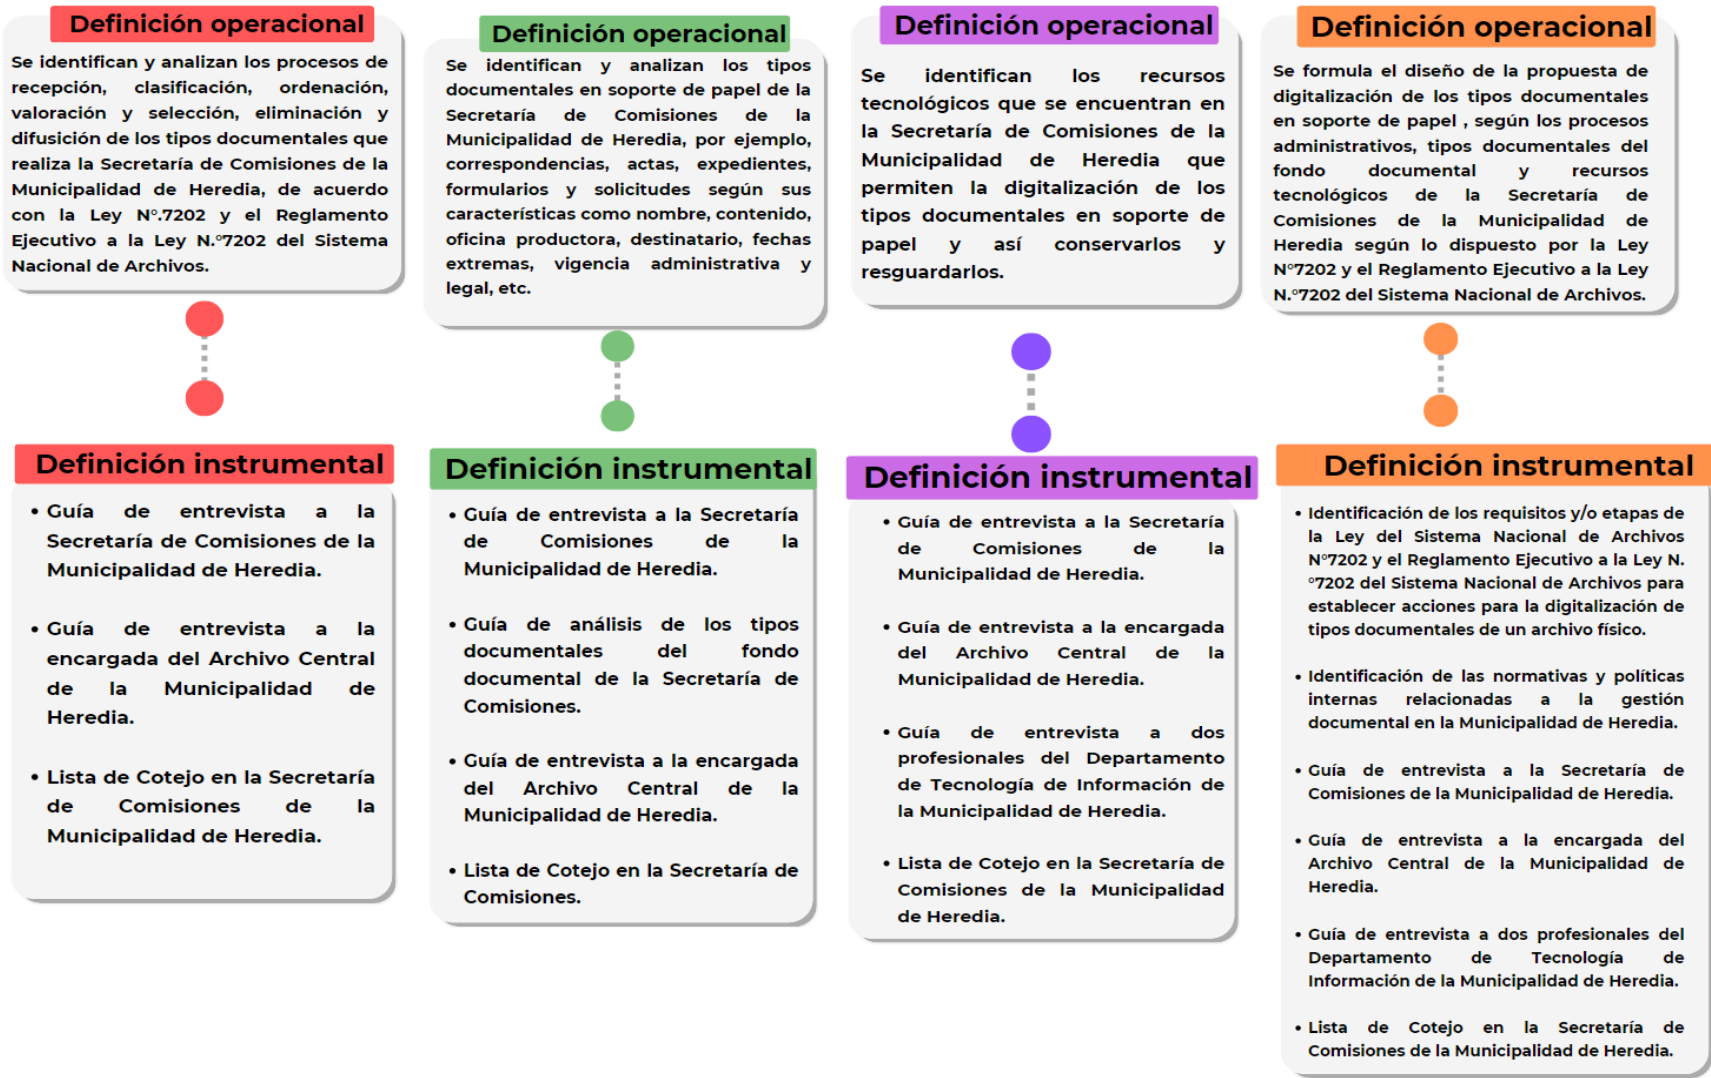 Definición operacional
Se identifican y analizan los procesos de
recepción, clasificación, ordenación,
valoración y selección, eliminación y
difusición de los tipos documentales que
realiza la Secretaría de Comisiones de la
Municipalidad de Heredia, de acuerdo
con la Ley N°.7202 y el Reglamento
Ejecutivo a la Ley N.°7202 del Sistema
Nacional de Archivos.
Definición instrumental
• Guía de entrevista a la
Secretaría de Comisiones de la
Municipalidad de Heredia.
• Guía de entrevista a la
encargada del Archivo Central
de la Municipalidad de
Heredia.
• Lista de Cotejo en la Secretaría
de Comisiones de la
Municipalidad de Heredia.
Definición operacional
Se identifican y analizan los tipos
documentales en soporte de papel de la
Secretaría de Comisiones de la
Municipalidad de Heredia, por ejemplo,
correspondencias, actas, expedientes,
formularios y solicitudes según sus
características como nombre, contenido,
oficina productora, destinatario, fechas
extremas, vigencia administrativa y
legal, etc.
Definición instrumental
• Guía de entrevista a la Secretaría
de Comisiones de la
Municipalidad de Heredia.
• Guía de análisis de los tipos
documentales del fondo
documental de la Secretaría de
Comisiones.
• Guía de entrevista a la encargada
del Archivo Central de la
Municipalidad de Heredia.
• Lista de Cotejo en la Secretaría de
Comisiones.
Definición operacional
Se identifican los recursos
tecnológicos que se encuentran en
la Secretaría de Comisiones de la
Municipalidad de Heredia que
permiten la digitalización de los
tipos documentales en soporte de
papel y así conservarlos y
resguardarlos.
Definición instrumental
• Guía de entrevista a la Secretaría
de Comisiones de la
Municipalidad de Heredia.
• Guía de entrevista a la encargada
del Archivo Central de la
Municipalidad de Heredia.
• Guía de entrevista a dos
profesionales del Departamento
de Tecnología de Información de
la Municipalidad de Heredia.
• Lista de Cotejo en la Secretaría de
Comisiones de la Municipalidad
de Heredia.
Definición operacional
Se formula el diseño de la propuesta de
digitalización de los tipos documentales
en soporte de papel , según los procesos
administrativos, tipos documentales del
fondo documental y recursos
tecnológicos de la Secretaría de
Comisiones de la Municipalidad de
Heredia según lo dispuesto por la Ley
N°7202 y el Reglamento Ejecutivo a la Ley
N.°7202 del Sistema Nacional de Archivos.
Definición instrumental
• Identificación de los requisitos y/o etapas de
la Ley del Sistema Nacional de Archivos
N°7202 y el Reglamento Ejecutivo a la Ley N.
°7202 del Sistema Nacional de Archivos para
establecer acciones para la digitalización de
tipos documentales de un archivo físico.
• Identificación de las normativas y políticas
internas relacionadas a la gestión
documental en la Municipalidad de Heredia.
• Guía de entrevista a la Secretaría de
Comisiones de la Municipalidad de Heredia.
• Guía de entrevista a la encargada del
Archivo Central de la Municipalidad de
Heredia.
• Guía de entrevista a dos profesionales del
Departamento de Tecnología de
Información de la Municipalidad de Heredia.
• Lista de Cotejo en la Secretaría de
Comisiones de la Municipalidad de Heredia.